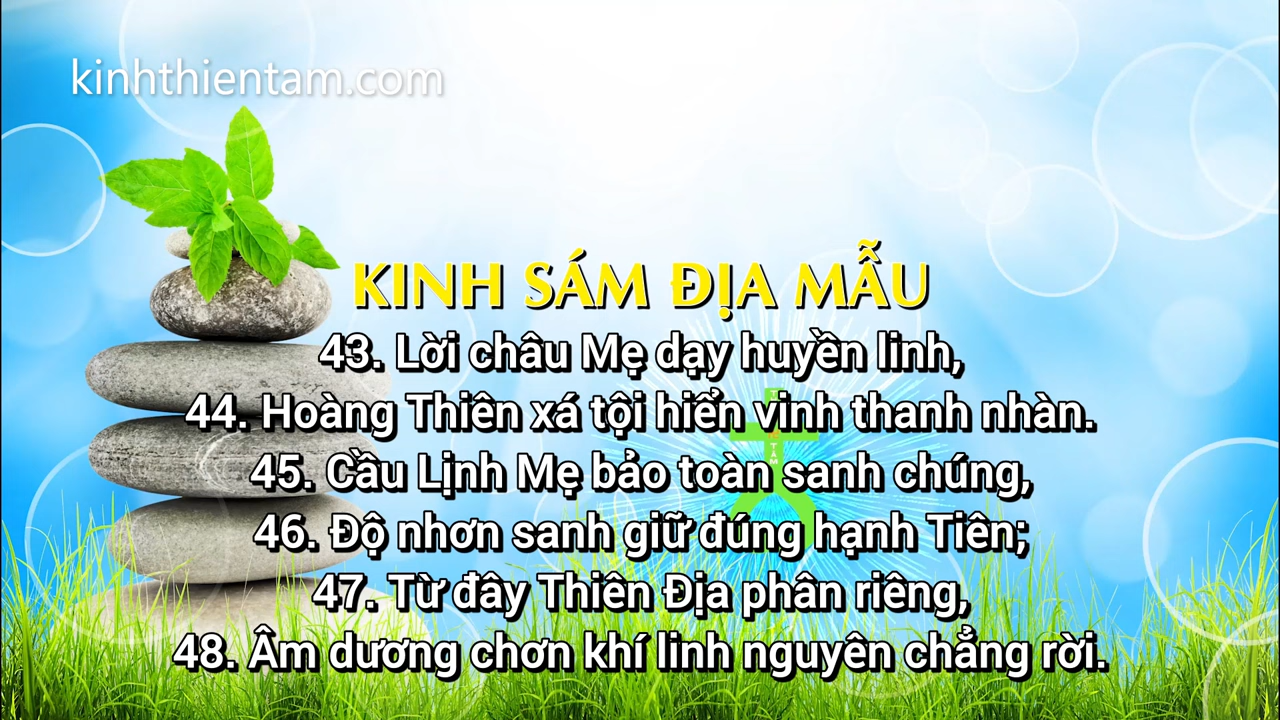 kinhthientam.com
KINH SÁM ĐỊA MẪU
43. Lời châu Mẹ dạy huyền linh,
44. Hoàng Thiên xá tội hiển vinh thanh nhàn.
45. Cầu Lịnh Mẹ bảo toàn sanh chúng,
46. Độ nhơn sanh giữ đúng hạnh Tiên;
47. Từ đây Thiên Địa phân riêng,
48. Âm dương chơn khí linh nguyên chẳng rời.
TÂM